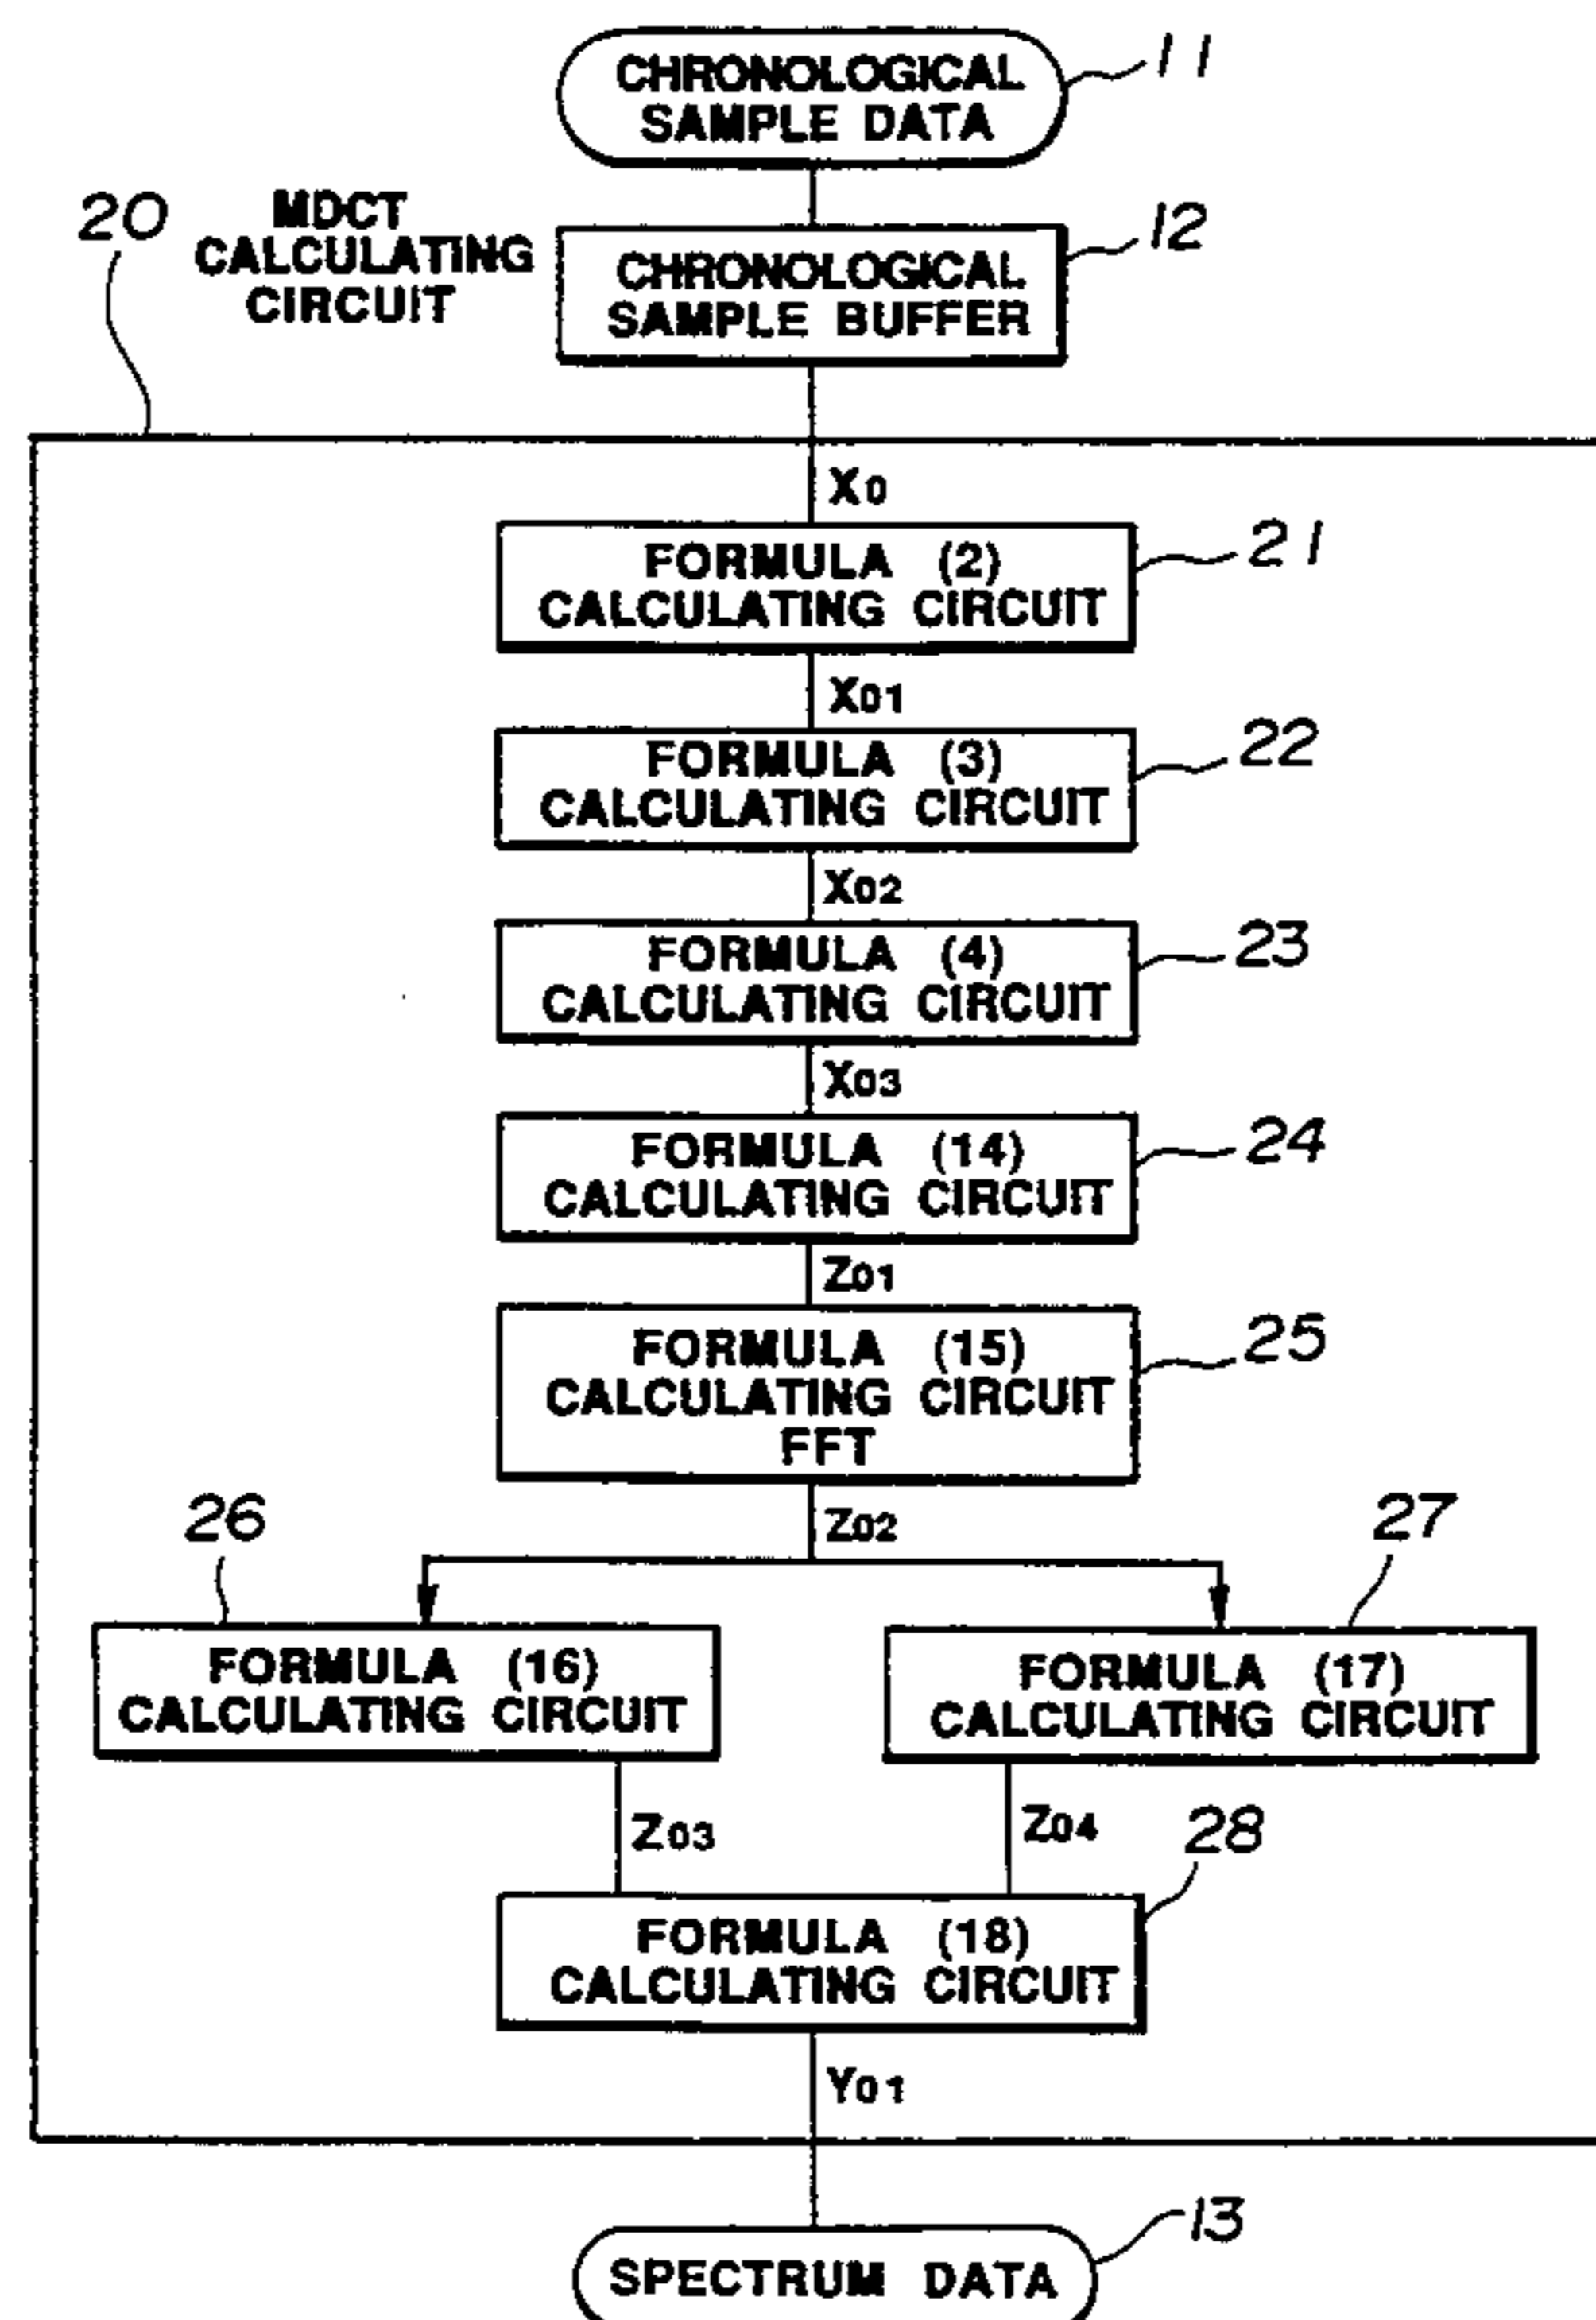 CHRONOLOGICAL
SAMPLE DATA
11
20
MDCT
CALCULATING
CIRCUIT
CHRONOLOGICAL
SAMPLE BUFFER
12
X0
FORMULA (2)
CALCULATING CIRCUIT
21
X01
FORMULA (3)
CALCULATING CIRCUIT
22
X02
FORMULA (4)
CALCULATING CIRCUIT
23
X03
FORMULA (14)
CALCULATING CIRCUIT
24
Z01
FORMULA (15)
CALCULATING CIRCUIT
FFT
25
Z02
26
27
FORMULA (16)
CALCULATING CIRCUIT
FORMULA (17)
CALCULATING CIRCUIT
Z03
Z04
28
FORMULA (18)
CALCULATING CIRCUIT
Y01
13
SPECTRUM DATA